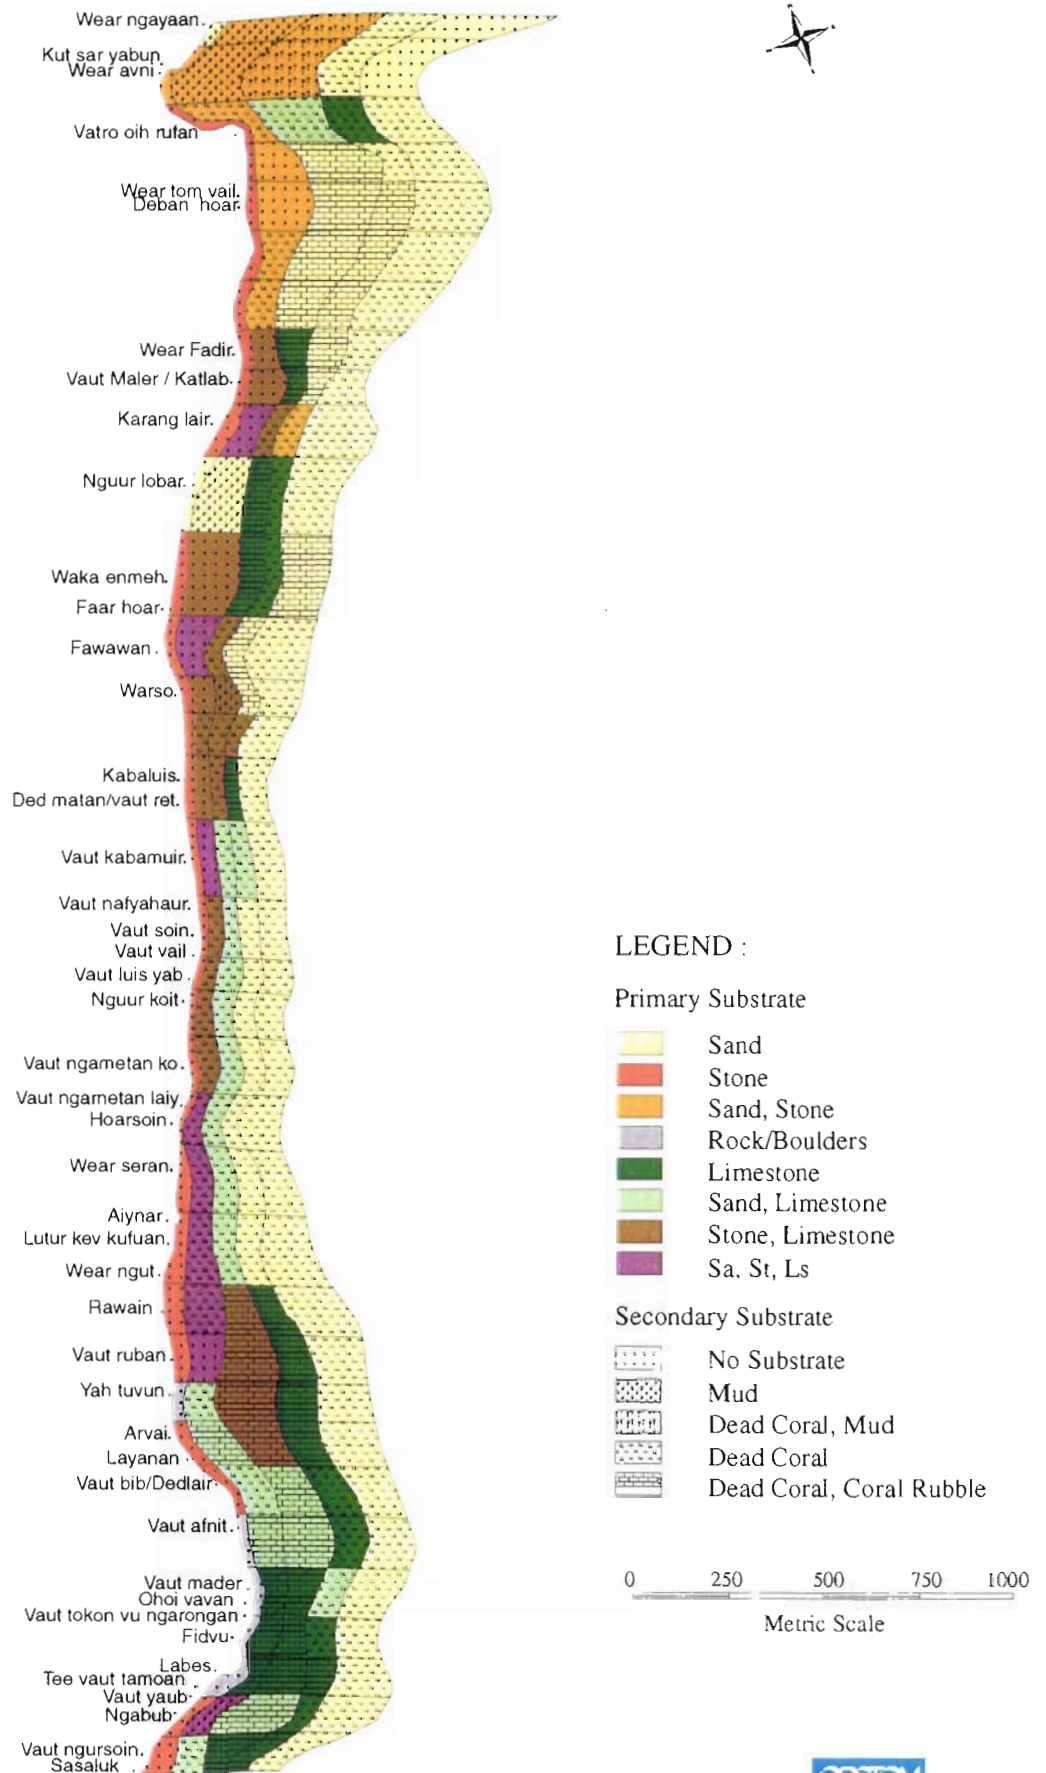 Wear ngayaan.
Kut sar yabun
Wear avni.
Vatro oih rufan
Wear tom vail.
Deban hoar.
Wear Fadir.
Vaut Maler / Katlab.
Karang lair.
Nguur lobar.
Waka enmeh.
Faar hoar.
Fawawan.
Warso.
Kabaluis.
Ded matan/vaut ret.
Vaut kabamuir.
Vaut nafyahaur.
Vaut soin.
Vaut vail.
Vaut luis yab.
Nguur koit.
Vaut ngametan ko.
Vaut ngametan laiy.
Hoarsoin.
Wear seran.
Aiynar.
Lutur kev kufuan.
Wear ngut.
Rawain
Vaut ruban.
Yah tuvun.
Arvai.
Layanan
Vaut bib/Dedlair
Vaut afnit.
Vaut mader
Ohoi vavan
Vaut tokon vu ngarongan
Fidvu.
Labes.
Tee vaut tamoan
Vaut yaub
Ngabub
Vaut ngursoin.
Sasaluk
LEGEND :
Primary Substrate
Sand
Stone
Sand, Stone
Rock/Boulders
Limestone
Sand, Limestone
Stone, Limestone
Sa, St, Ls
Secondary Substrate
No Substrate
Mud
Dead Coral, Mud
Dead Coral
Dead Coral, Coral Rubble
0 250 500 750 1000
Metric Scale